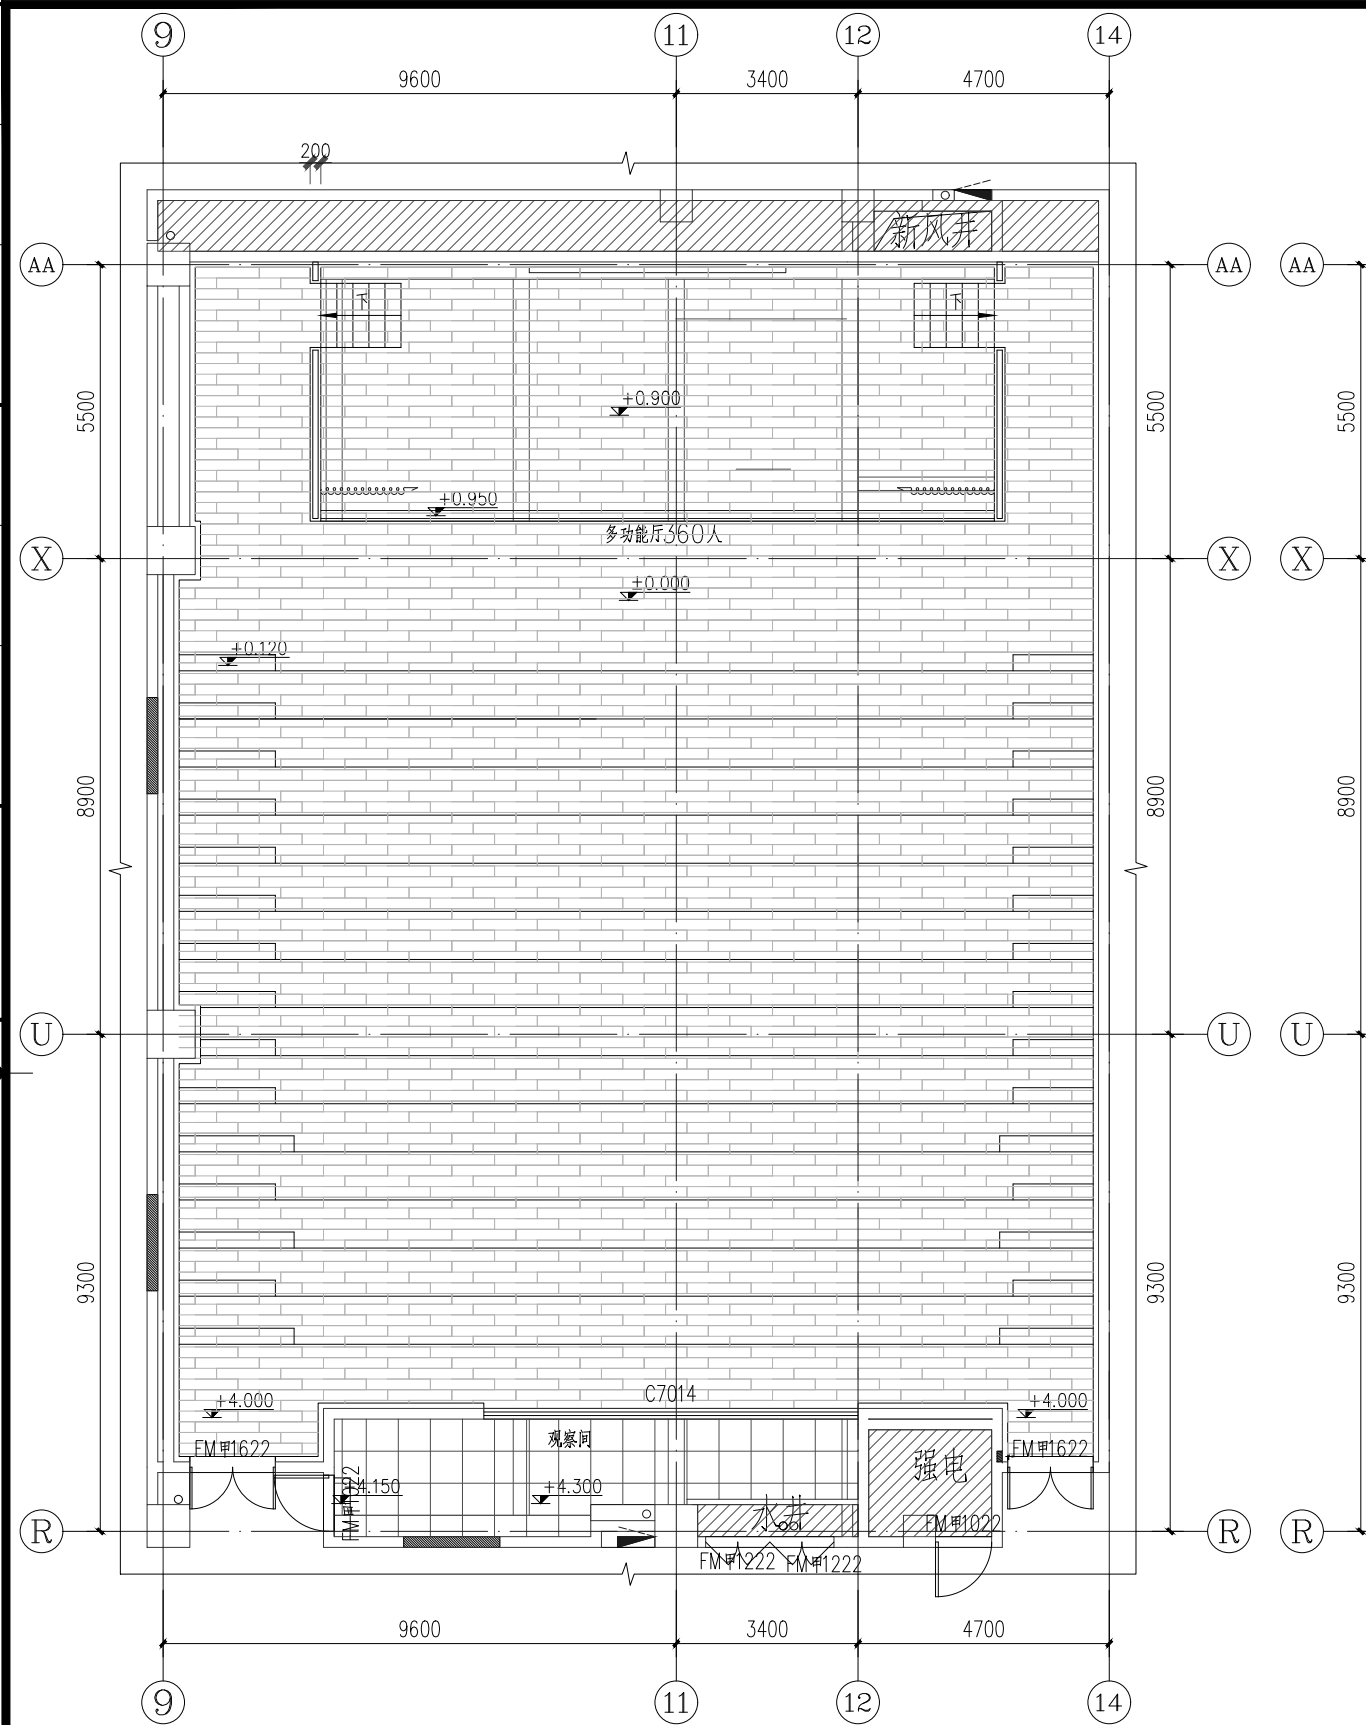 9 11 12 14
9600 3400 4700
200
新风井
AA AA AA
下 下
5500 5500 5500
+0.900
+0.950
多功能厅360人
X X X
±0.000
+0.120
8900 8900 8900
U U U
9300 9300 9300
C7014
+4.000 +4.000
观察间
FM甲1622 FM甲1622
强电
+4.150 +4.300
水井
FM甲1022
R R R
FM甲1222 FM甲1222
9600 3400 4700
9 11 12 14